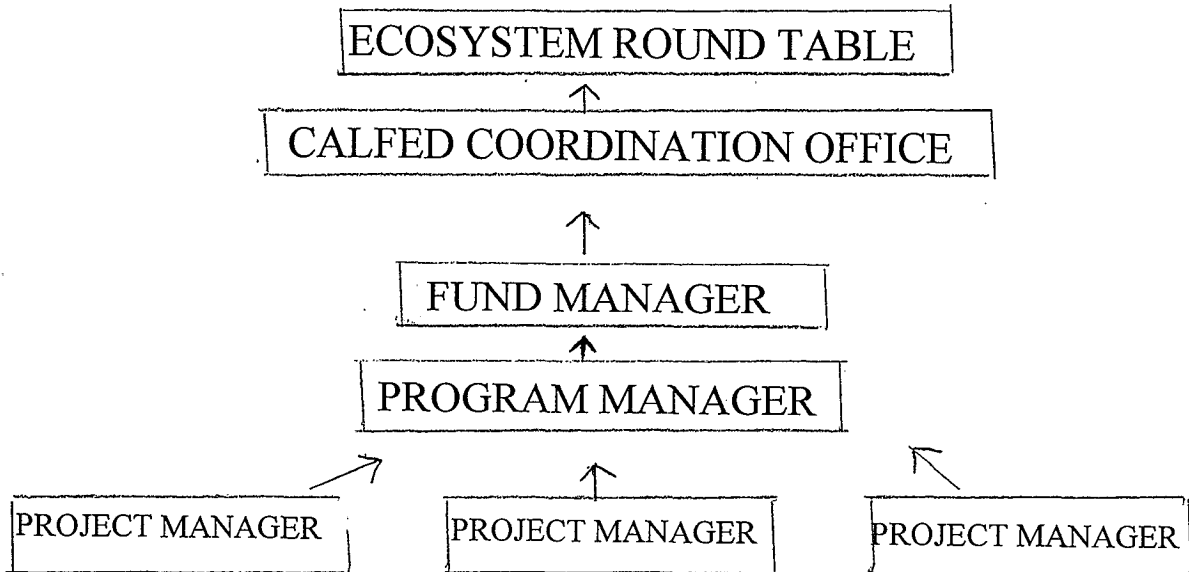 ECOSYSTEM ROUND TABLE
CALFED COORDINATION OFFICE
FUND MANAGER
PROGRAM MANAGER
PROJECT MANAGER
PROJECT MANAGER
PROJECT MANAGER